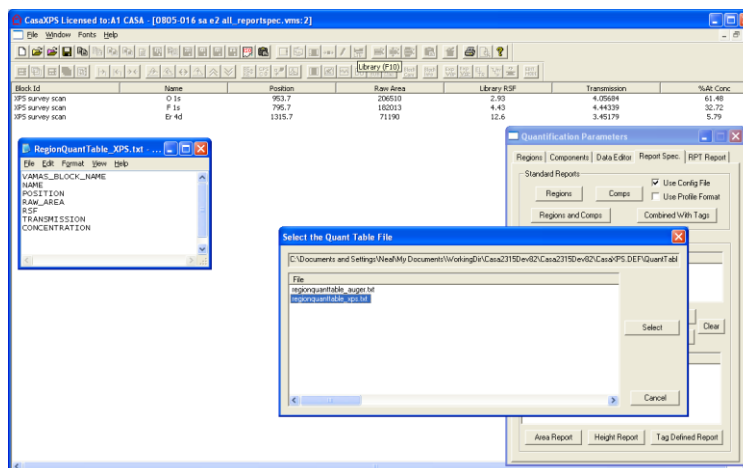 CasaXPS Licensed to:A1 CASA - [0805-016 sa e2 all_reportspec.vms:2]
File Window Fonts Help
Library (F10)
Block Id Name Position Raw Area Library RSF Transmission %At Conc
XPS survey scan O 1s 953.7 206510 2.93 4.05684 61.48
XPS survey scan F 1s 795.7 182013 4.43 4.44339 32.72
XPS survey scan Er 4d 1315.7 71190 12.6 3.45179 5.79
RegionQuantTable_XPS.txt - ...
File Edit Format View Help
VAMAS_BLOCK_NAME
NAME
POSITION
RAW_AREA
RSF
TRANSMISSION
CONCENTRATION
Quantification Parameters
Regions Components Data Editor Report Spec. RPT Report
Standard Reports
Regions Comps Use Config File
Use Profile Format
Regions and Comps Combined With Tags
Select the Quant Table File
C:\Documents and Settings\Neal\My Documents\WorkingDir\Casa2315Dev82\Casa2315Dev82\CasaXPS.DEF\QuantTabl
File
regionquanttable_auger.txt
regionquanttable_xps.txt
Select
Clear
Cancel
Area Report Height Report Tag Defined Report